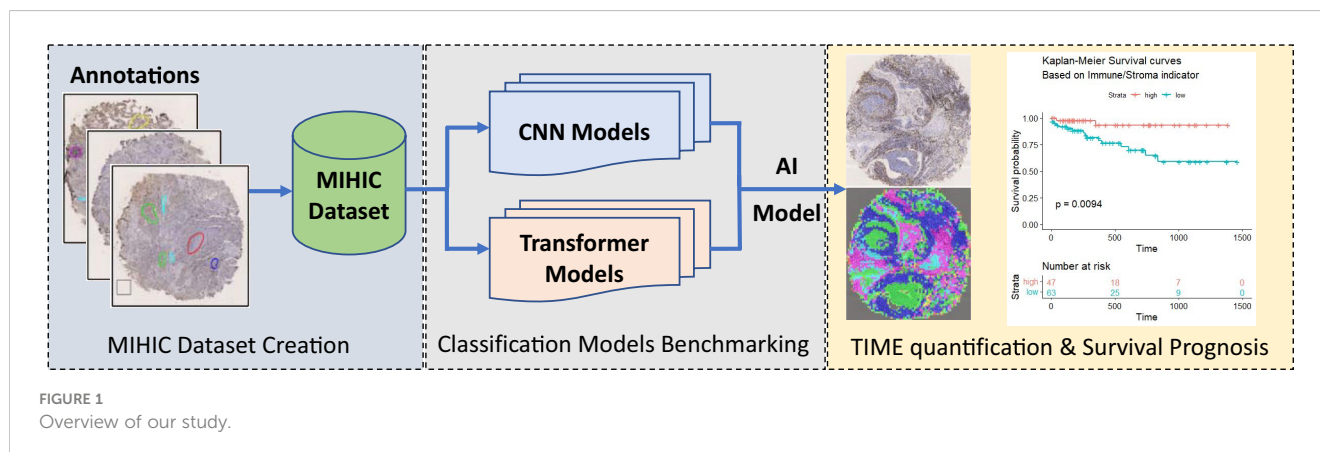 Annotations
MIHIC
Dataset
MIHIC Dataset Creation
CNN Models
Transformer
Models
AI
Model
Classification Models Benchmarking
Kaplan-Meier Survival curves
Based on Immune/Stroma indicator
Strata high low
Survival probability
1.00
0.75
0.50
0.25
0.00
p = 0.0094
0 500 1000 1500
Time
Number at risk
Strata
high 47 18 7 0
low 63 25 9 0
0 500 1000 1500
Time
TIME quantification & Survival Prognosis
FIGURE 1
Overview of our study.